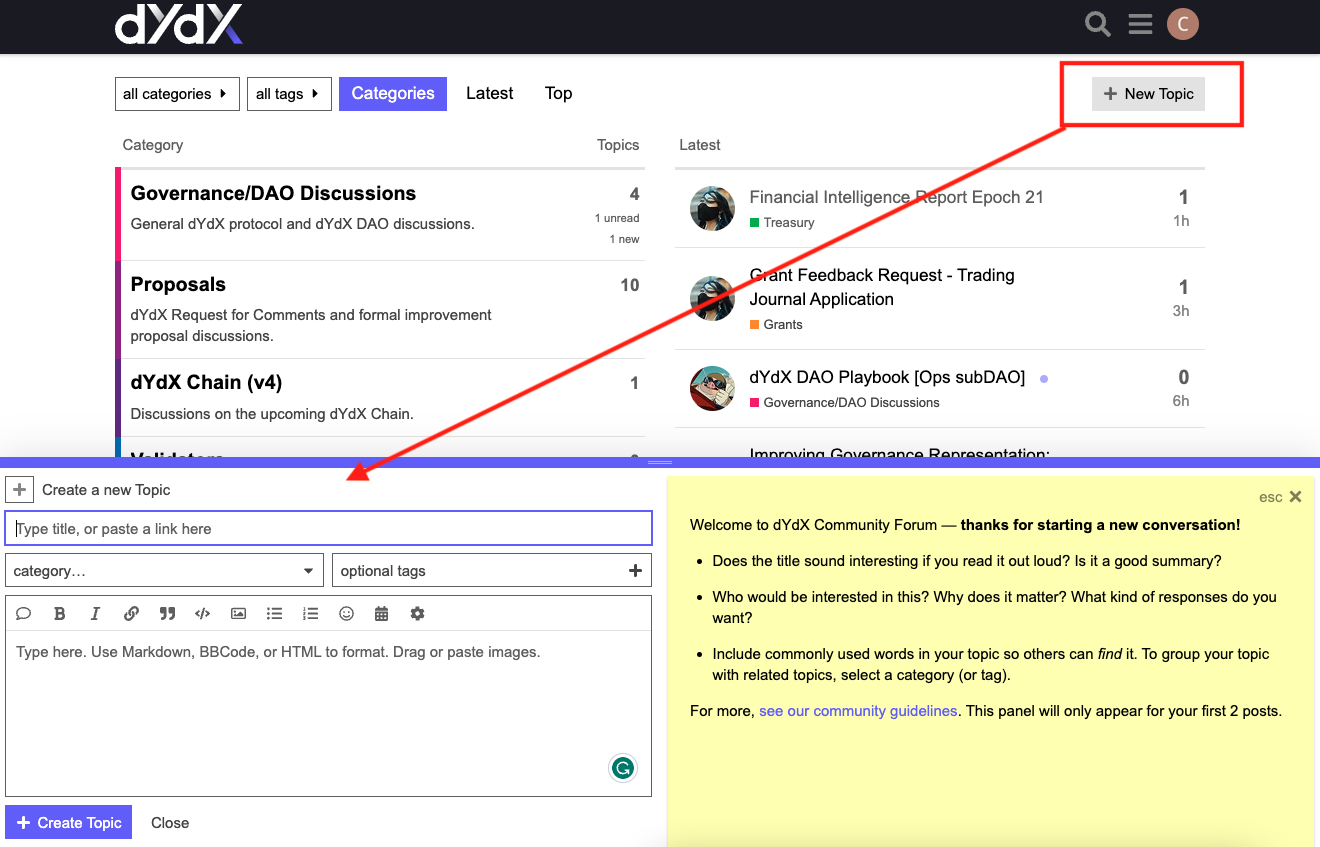 dYdX
C
all categories
all tags
Categories
Latest
Top
+ New Topic
Category
Topics
Governance/DAO Discussions
4
General dYdX protocol and dYdX DAO discussions.
1 unread
1 new
Proposals
10
dYdX Request for Comments and formal improvement
proposal discussions.
dYdX Chain (v4)
1
Discussions on the upcoming dYdX Chain.
Validators
Latest
Financial Intelligence Report Epoch 21
1
Treasury
1h
Grant Feedback Request - Trading
Journal Application
1
Grants
3h
dYdX DAO Playbook [Ops subDAO]
0
Governance/DAO Discussions
6h
Improving Governance Representation:
Create a new Topic
Type title, or paste a link here
category…
optional tags
B I
Type here. Use Markdown, BBCode, or HTML to format. Drag or paste images.
+ Create Topic
Close
esc
Welcome to dYdX Community Forum — thanks for starting a new conversation!
• Does the title sound interesting if you read it out loud? Is it a good summary?
• Who would be interested in this? Why does it matter? What kind of responses do you
want?
• Include commonly used words in your topic so others can find it. To group your topic
with related topics, select a category (or tag).
For more, see our community guidelines. This panel will only appear for your first 2 posts.